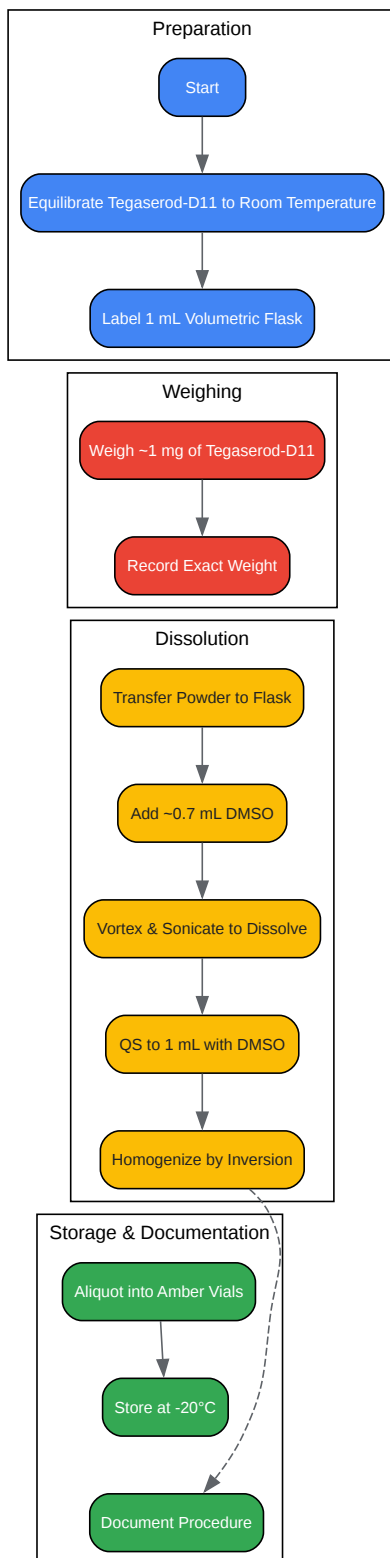 Preparation
Start
Equilibrate Tegaserod-D11 to Room Temperature
Label 1 mL Volumetric Flask
Weighing
Weigh ~1 mg of Tegaserod-D11
Record Exact Weight
Dissolution
Transfer Powder to Flask
Add ~0.7 mL DMSO
Vortex & Sonicate to Dissolve
QS to 1 mL with DMSO
Homogenize by Inversion
Storage & Documentation
Aliquot into Amber Vials
Store at -20°C
Document Procedure